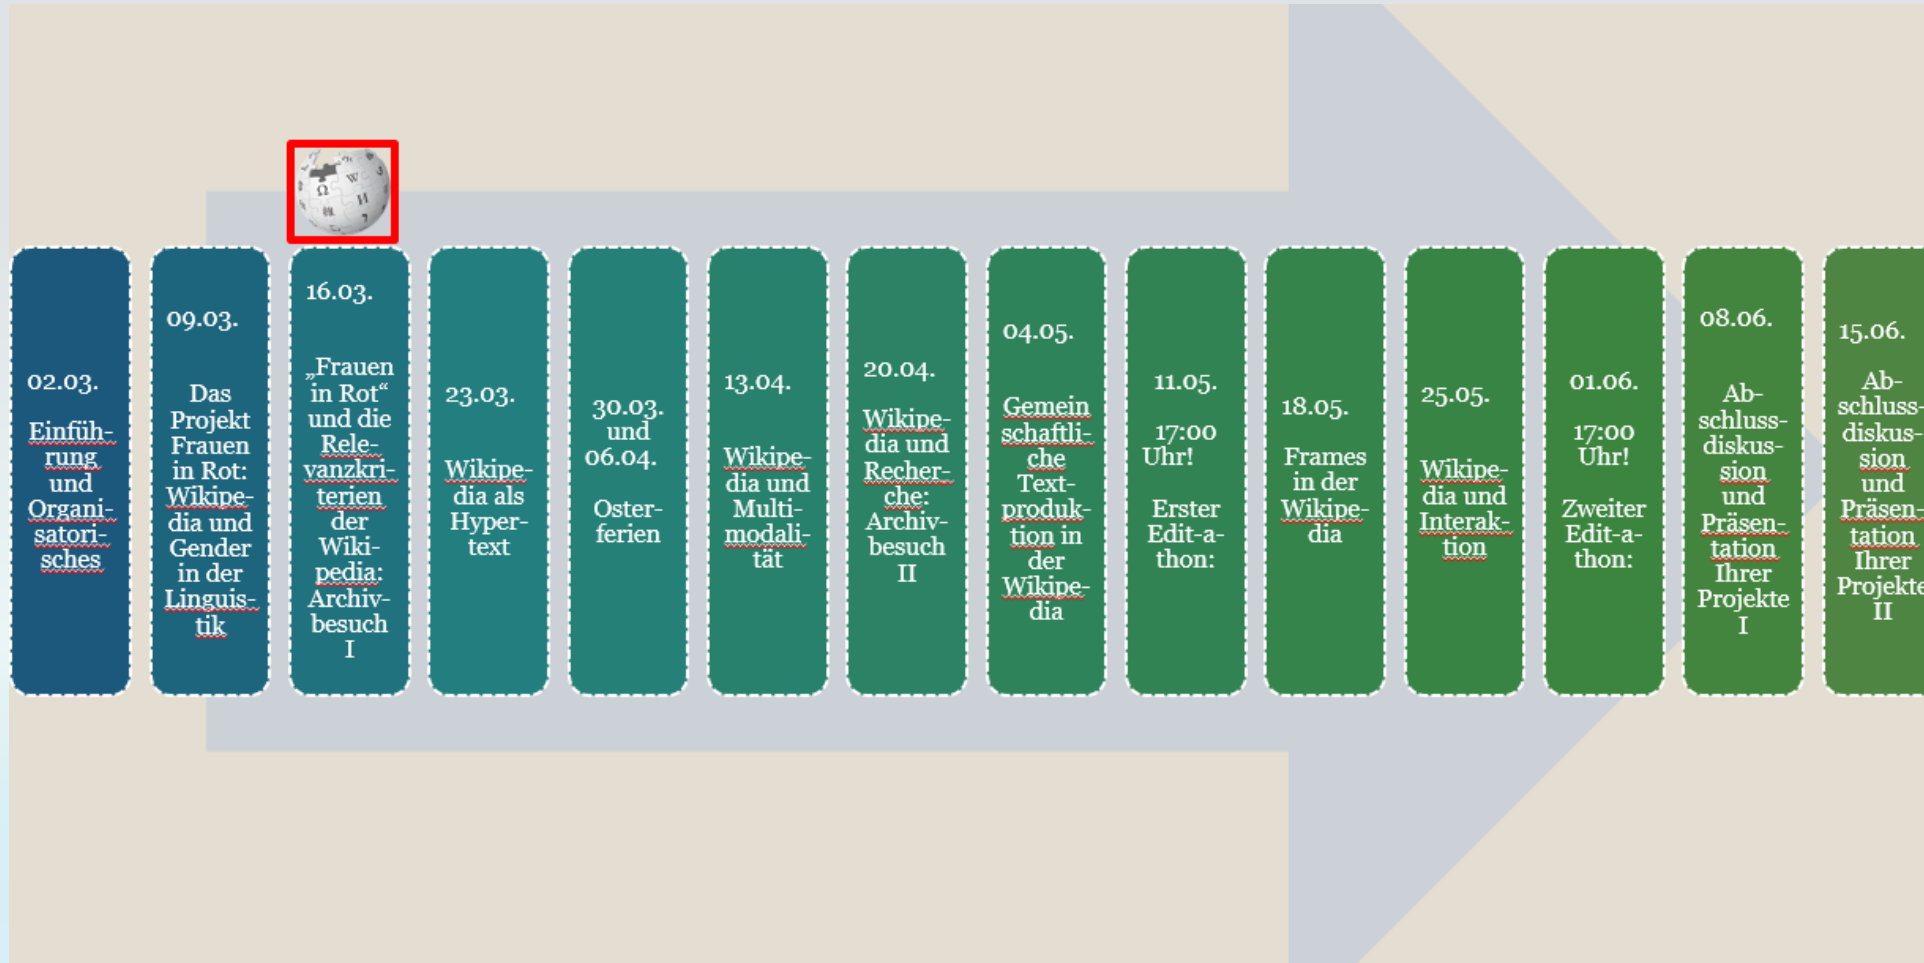 02.03.
Einfüh-
rung
und
Organi-
satori-
sches
09.03.
Das
Projekt
Frauen
in Rot:
Wikipe-
dia und
Gender
in der
Linguis-
tik
16.03.
„Frauen
in Rot“
und die
Rele-
vanzkri-
terien
der
Wiki-
pedia:
Archiv-
besuch
I
23.03.
Wikipe-
dia als
Hyper-
text
30.03.
und
06.04.
Oster-
ferien
13.04.
Wikipe-
dia und
Multi-
modali-
tät
20.04.
Wikipe-
dia und
Recher-
che:
Archiv-
besuch
II
04.05.
Gemein
schaftli-
che
Text-
produk-
tion in
der
Wikipe-
dia
11.05.
17:00
Uhr!
Erster
Edit-a-
thon:
18.05.
Frames
in der
Wikipe-
dia
25.05.
Wikipe-
dia und
Interak-
tion
01.06.
17:00
Uhr!
Zweiter
Edit-a-
thon:
08.06.
Ab-
schluss-
diskus-
sion
und
Präsen-
tation
Ihrer
Projekte
I
15.06.
Ab-
schluss-
diskus-
sion
und
Präsen-
tation
Ihrer
Projekte
II